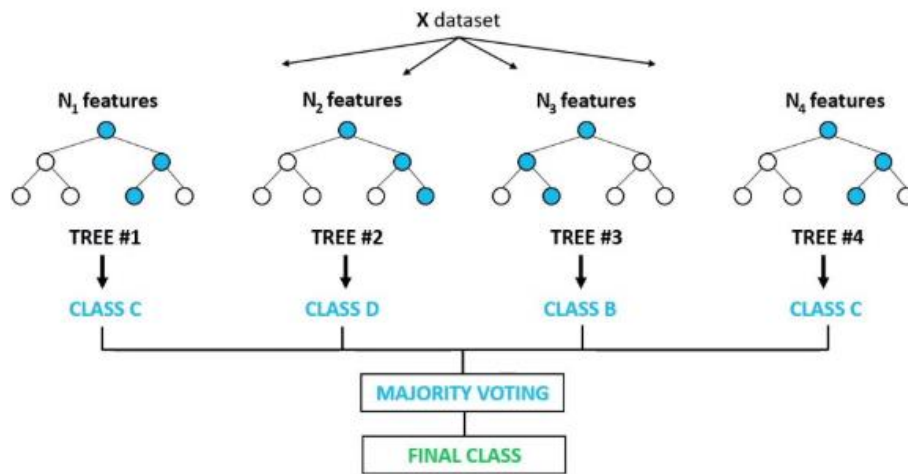 X dataset
N₁ features N₂ features N₃ features N₄ features
TREE #1 TREE #2 TREE #3 TREE #4
CLASS C CLASS D CLASS B CLASS C
MAJORITY VOTING
FINAL CLASS